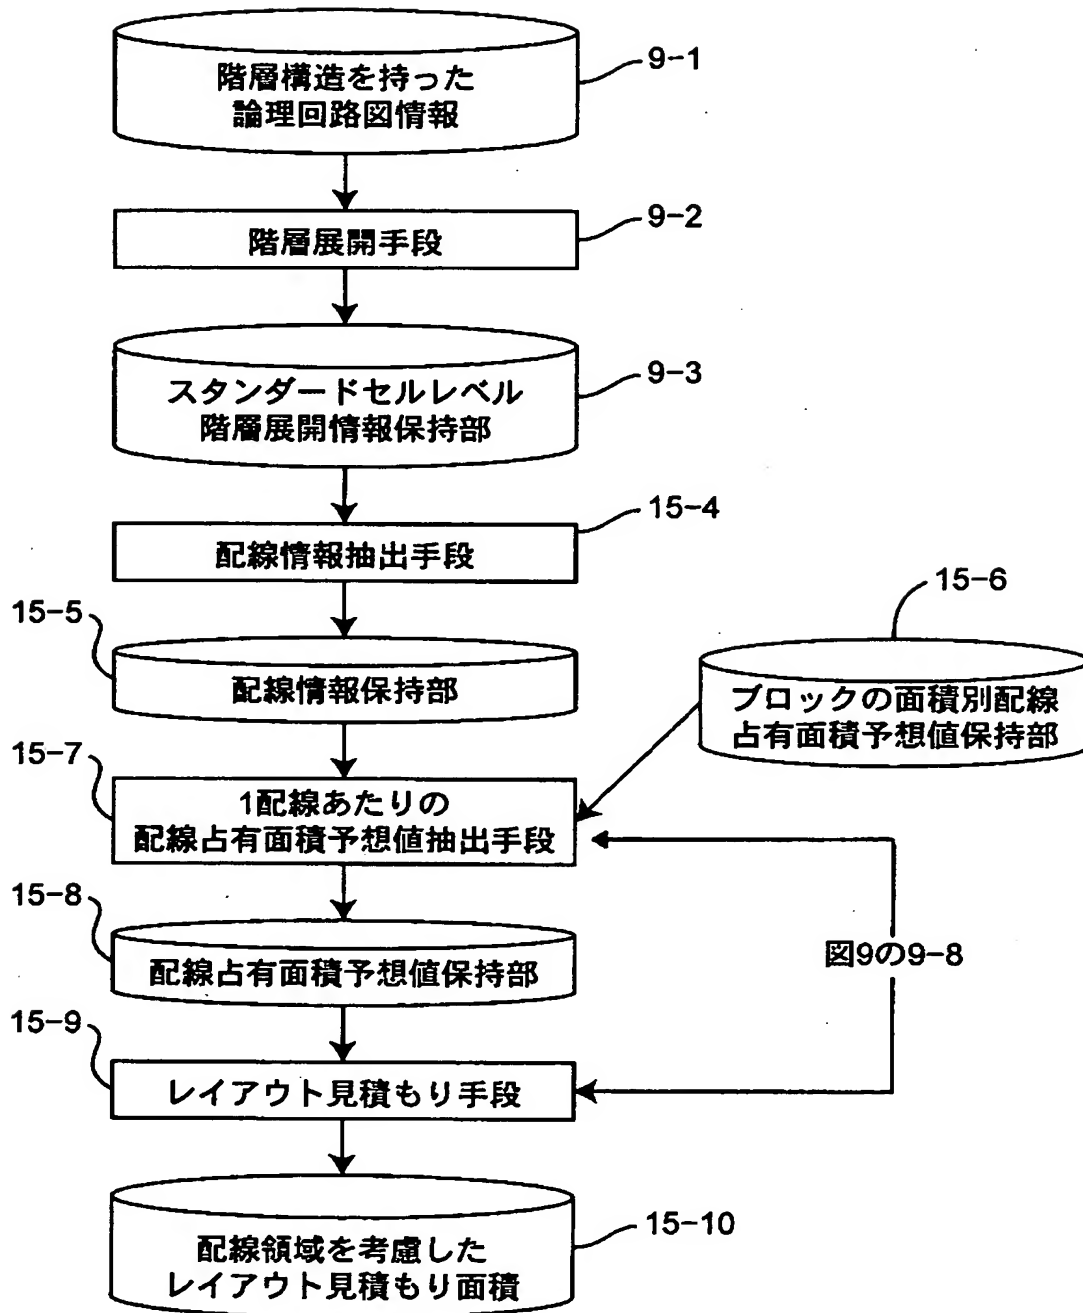 階層構造を持った
論理回路図情報
9-1
階層展開手段
9-2
スタンダードセルレベル
階層展開情報保持部
9-3
配線情報抽出手段
15-4
15-5
配線情報保持部
15-6
ブロックの面積別配線
占有面積予想値保持部
15-7
1配線あたりの
配線占有面積予想値抽出手段
15-8
配線占有面積予想値保持部
図9の9-8
15-9
レイアウト見積もり手段
配線領域を考慮した
レイアウト見積もり面積
15-10